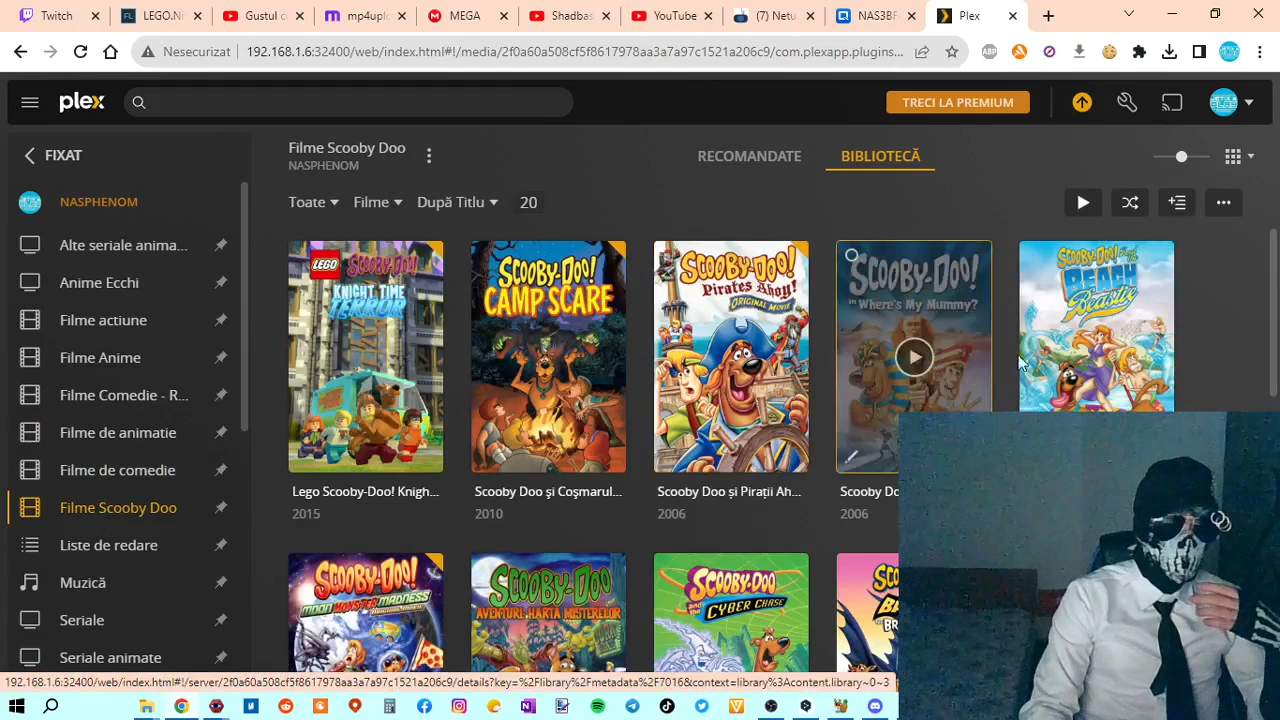 Twitch
LEGO.Ni
Gustul c
mp4uplo
MEGA
Shadbas
YouTube
(7) Netu
NAS3BF
Plex
Nesecurizat
192.168.1.6:32400/web/index.html#!/media/2f0a60a508cf5f8617978aa3a7a97c1521a206c9/com.plexapp.plugins...
plex
TRECI LA PREMIUM
FIXAT
NASPHENOM
Alte seriale anima...
Anime Ecchi
Filme actiune
Filme Anime
Filme Comedie - R...
Filme de animatie
Filme de comedie
Filme Scooby Doo
Liste de redare
Muzică
Seriale
Seriale animate
Filme Scooby Doo
NASPHENOM
RECOMANDATE
BIBLIOTECĂ
Toate
Filme
După Titlu
20
LEGO SCOOBY-DOO!
KNIGHT TIME
TERROR
SCOOBY-DOO!
CAMP SCARE
SCOOBY-DOO!
Pirates Ahoy!
ORIGINAL MOVIE
SCOOBY-DOO!
in WHERE'S MY MUMMY?
SCOOBY-DOO!
BEACH
Beastie
Lego Scooby-Doo! Knigh...
2015
Scooby Doo și Coşmarul...
2010
Scooby Doo și Pirații Ah...
2006
Scooby Do
2006
SCOOBY-DOO!
MOON MONSTER MADNESS
SCOOBY-DOO!
AVENTURI: HARTA MISTERELOR
SCOOBY-DOO!
and the
CYBER CHASE
192.168.1.6:32400/web/index.html#!/server/2f0a60a508cf5f8617978aa3a7a97c1521a206c9/details?key=%2Flibrary%2Fmetadata%2F7016&context=library%3Acontent.library~0~3